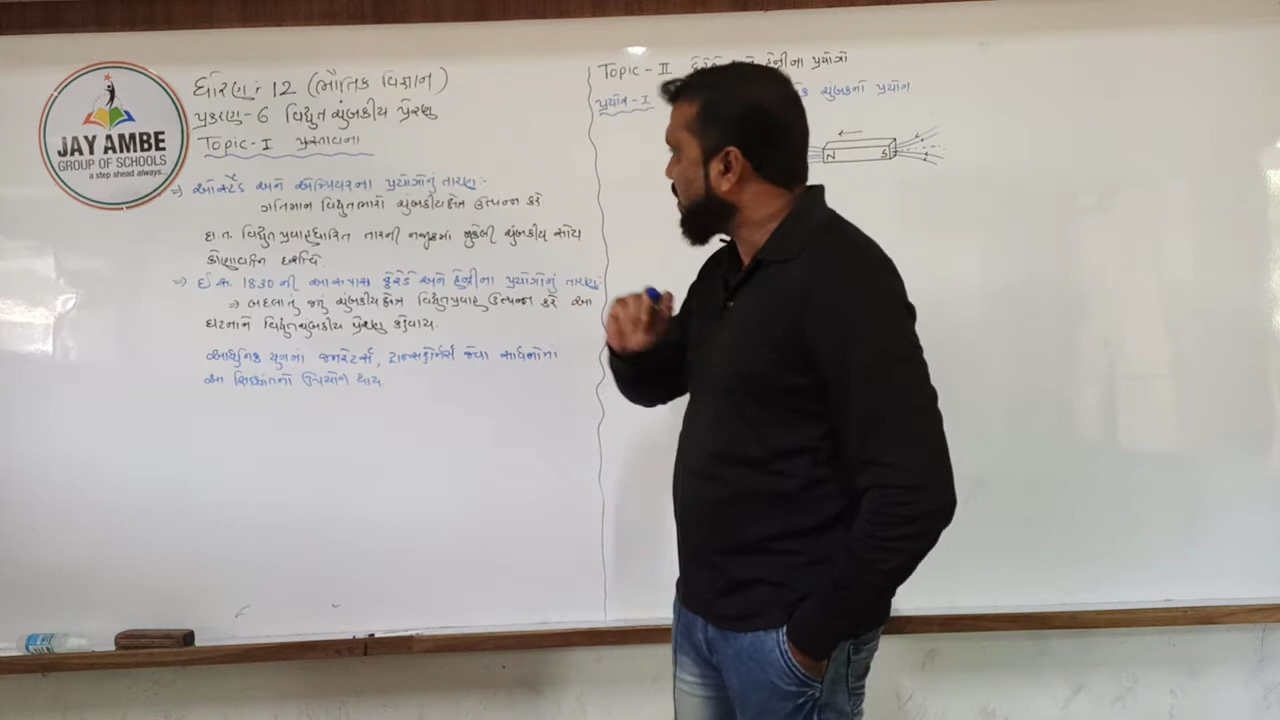 JAY AMBE
GROUP OF SCHOOLS
a step ahead always...
ધોરણ : 12 (ભૌતિક વિજ્ઞાન)
પ્રકરણ - 6 વિદ્યુત ચુંબકીય પ્રેરણ
Topic - I પ્રસ્તાવના
⇒ ઓર્સ્ટેડ અને એમ્પિયરના પ્રયોગોનું તારણ :-
ગતિમાન વિદ્યુતભારો ચુંબકીયક્ષેત્ર ઉત્પન્ન કરે
દા.ત. વિદ્યુતપ્રવાહધારિત તારની નજીકમાં મુકેલી ચુંબકીય સોય
કોણાવર્તન દર્શાવે.
⇒ ઈ.સ. 1830 ની આસપાસ ફેરેડે અને હેન્રીના પ્રયોગોનું તારણ:
⇒ બદલાતું જતું ચુંબકીયક્ષેત્ર વિદ્યુતપ્રવાહ ઉત્પન્ન કરે આ
ઘટનાને વિદ્યુતચુંબકીય પ્રેરણ કહેવાય.
આધુનિક યુગમાં જનરેટર્સ, ટ્રાન્સફોર્મર્સ જેવા સાધનોમાં
આ સિદ્ધાંતનો ઉપયોગ થાય
Topic - II હેન્રીના પ્રયોગો
પ્રયોગ - I ચુંબકનો પ્રયોગ
N S